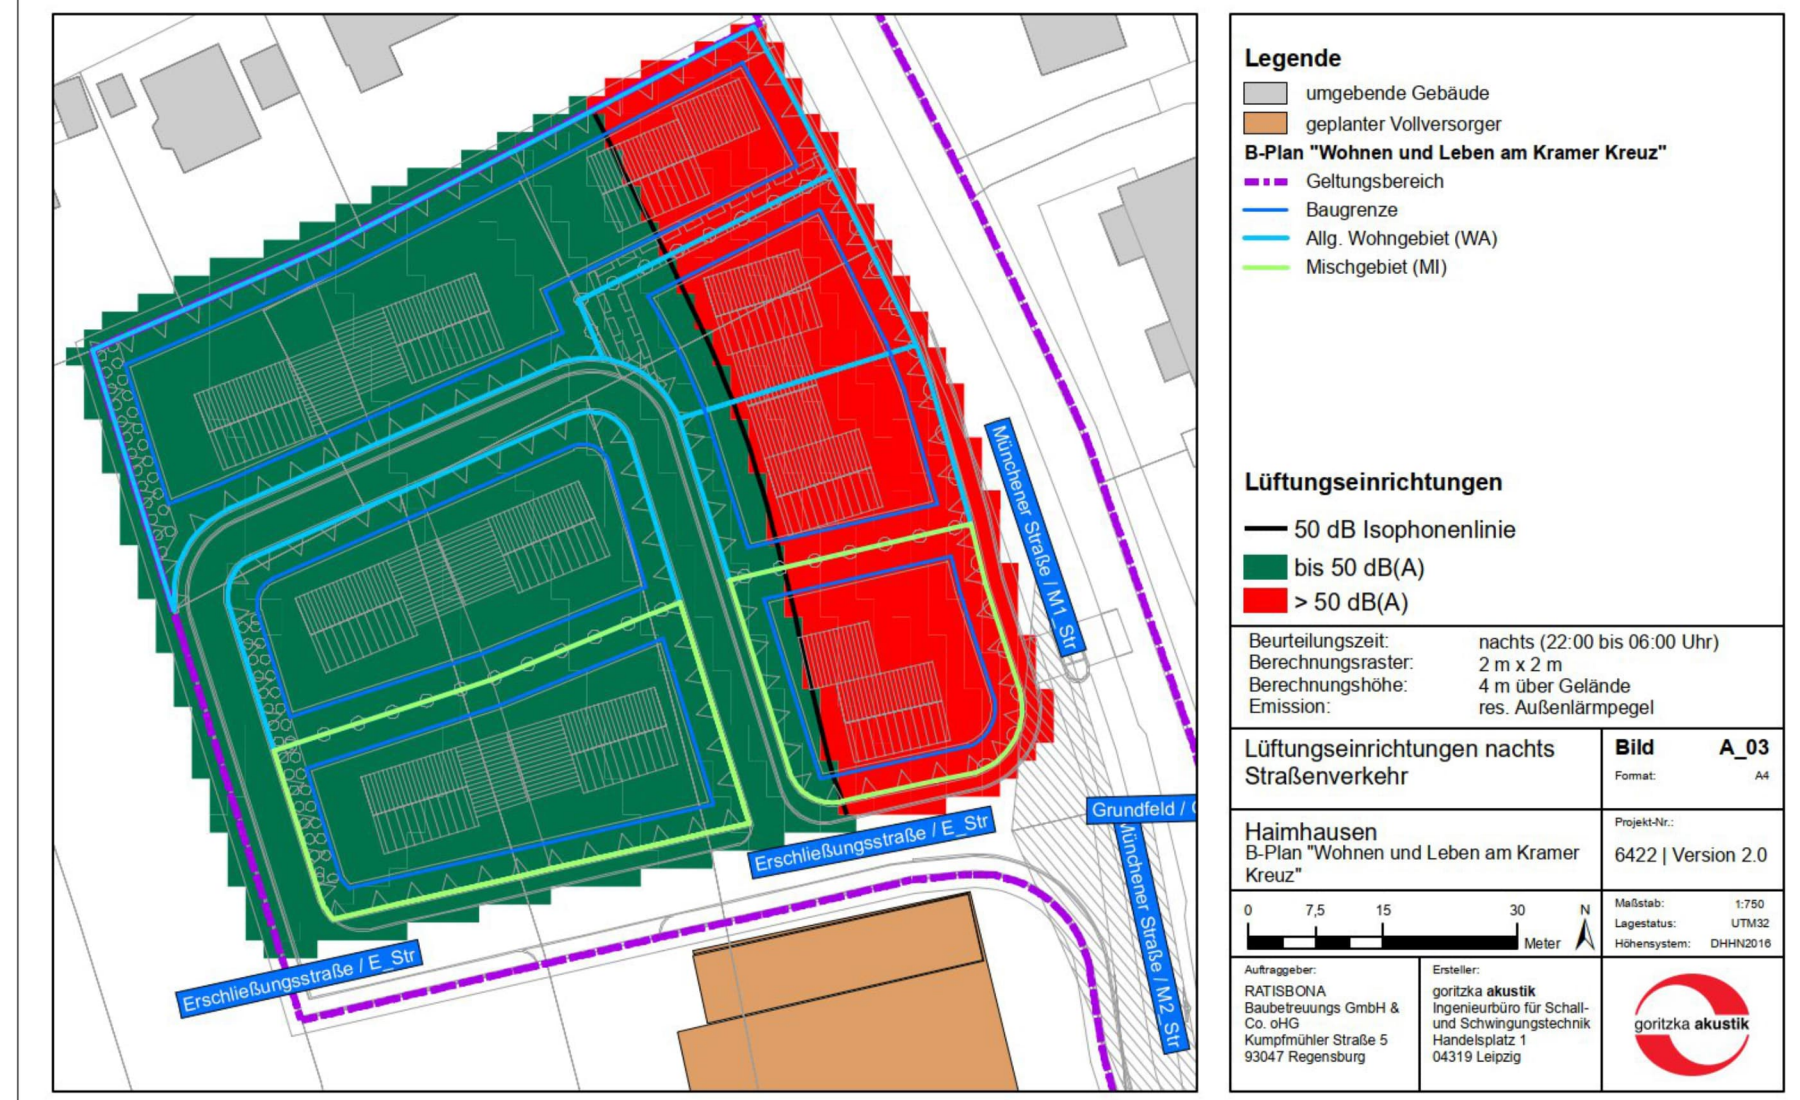 Münchener Straße / M1_Str
Grundfeld /
Erschließungsstraße / E_Str
Münchener Straße / M2_Str
Erschließungsstraße / E_Str
Legende
umgebende Gebäude
geplanter Vollversorger
B-Plan "Wohnen und Leben am Kramer Kreuz"
Geltungsbereich
Baugrenze
Allg. Wohngebiet (WA)
Mischgebiet (MI)
Lüftungseinrichtungen
50 dB Isophonenlinie
bis 50 dB(A)
> 50 dB(A)
Beurteilungszeit: nachts (22:00 bis 06:00 Uhr)
Berechnungsraster: 2 m x 2 m
Berechnungshöhe: 4 m über Gelände
Emission: res. Außenlärmpegel
Lüftungseinrichtungen nachts
Straßenverkehr
Bild A_03
Format: A4
Haimhausen
B-Plan "Wohnen und Leben am Kramer
Kreuz"
Projekt-Nr.:
6422 | Version 2.0
0 7,5 15 30 N
Meter
Maßstab: 1:750
Lagestatus: UTM32
Höhensystem: DHHN2016
Auftraggeber:
RATISBONA
Baubetreuungs GmbH &
Co. oHG
Kumpfmühler Straße 5
93047 Regensburg
Ersteller:
goritzka akustik
Ingenieurbüro für Schall-
und Schwingungstechnik
Handelsplatz 1
04319 Leipzig
goritzka akustik